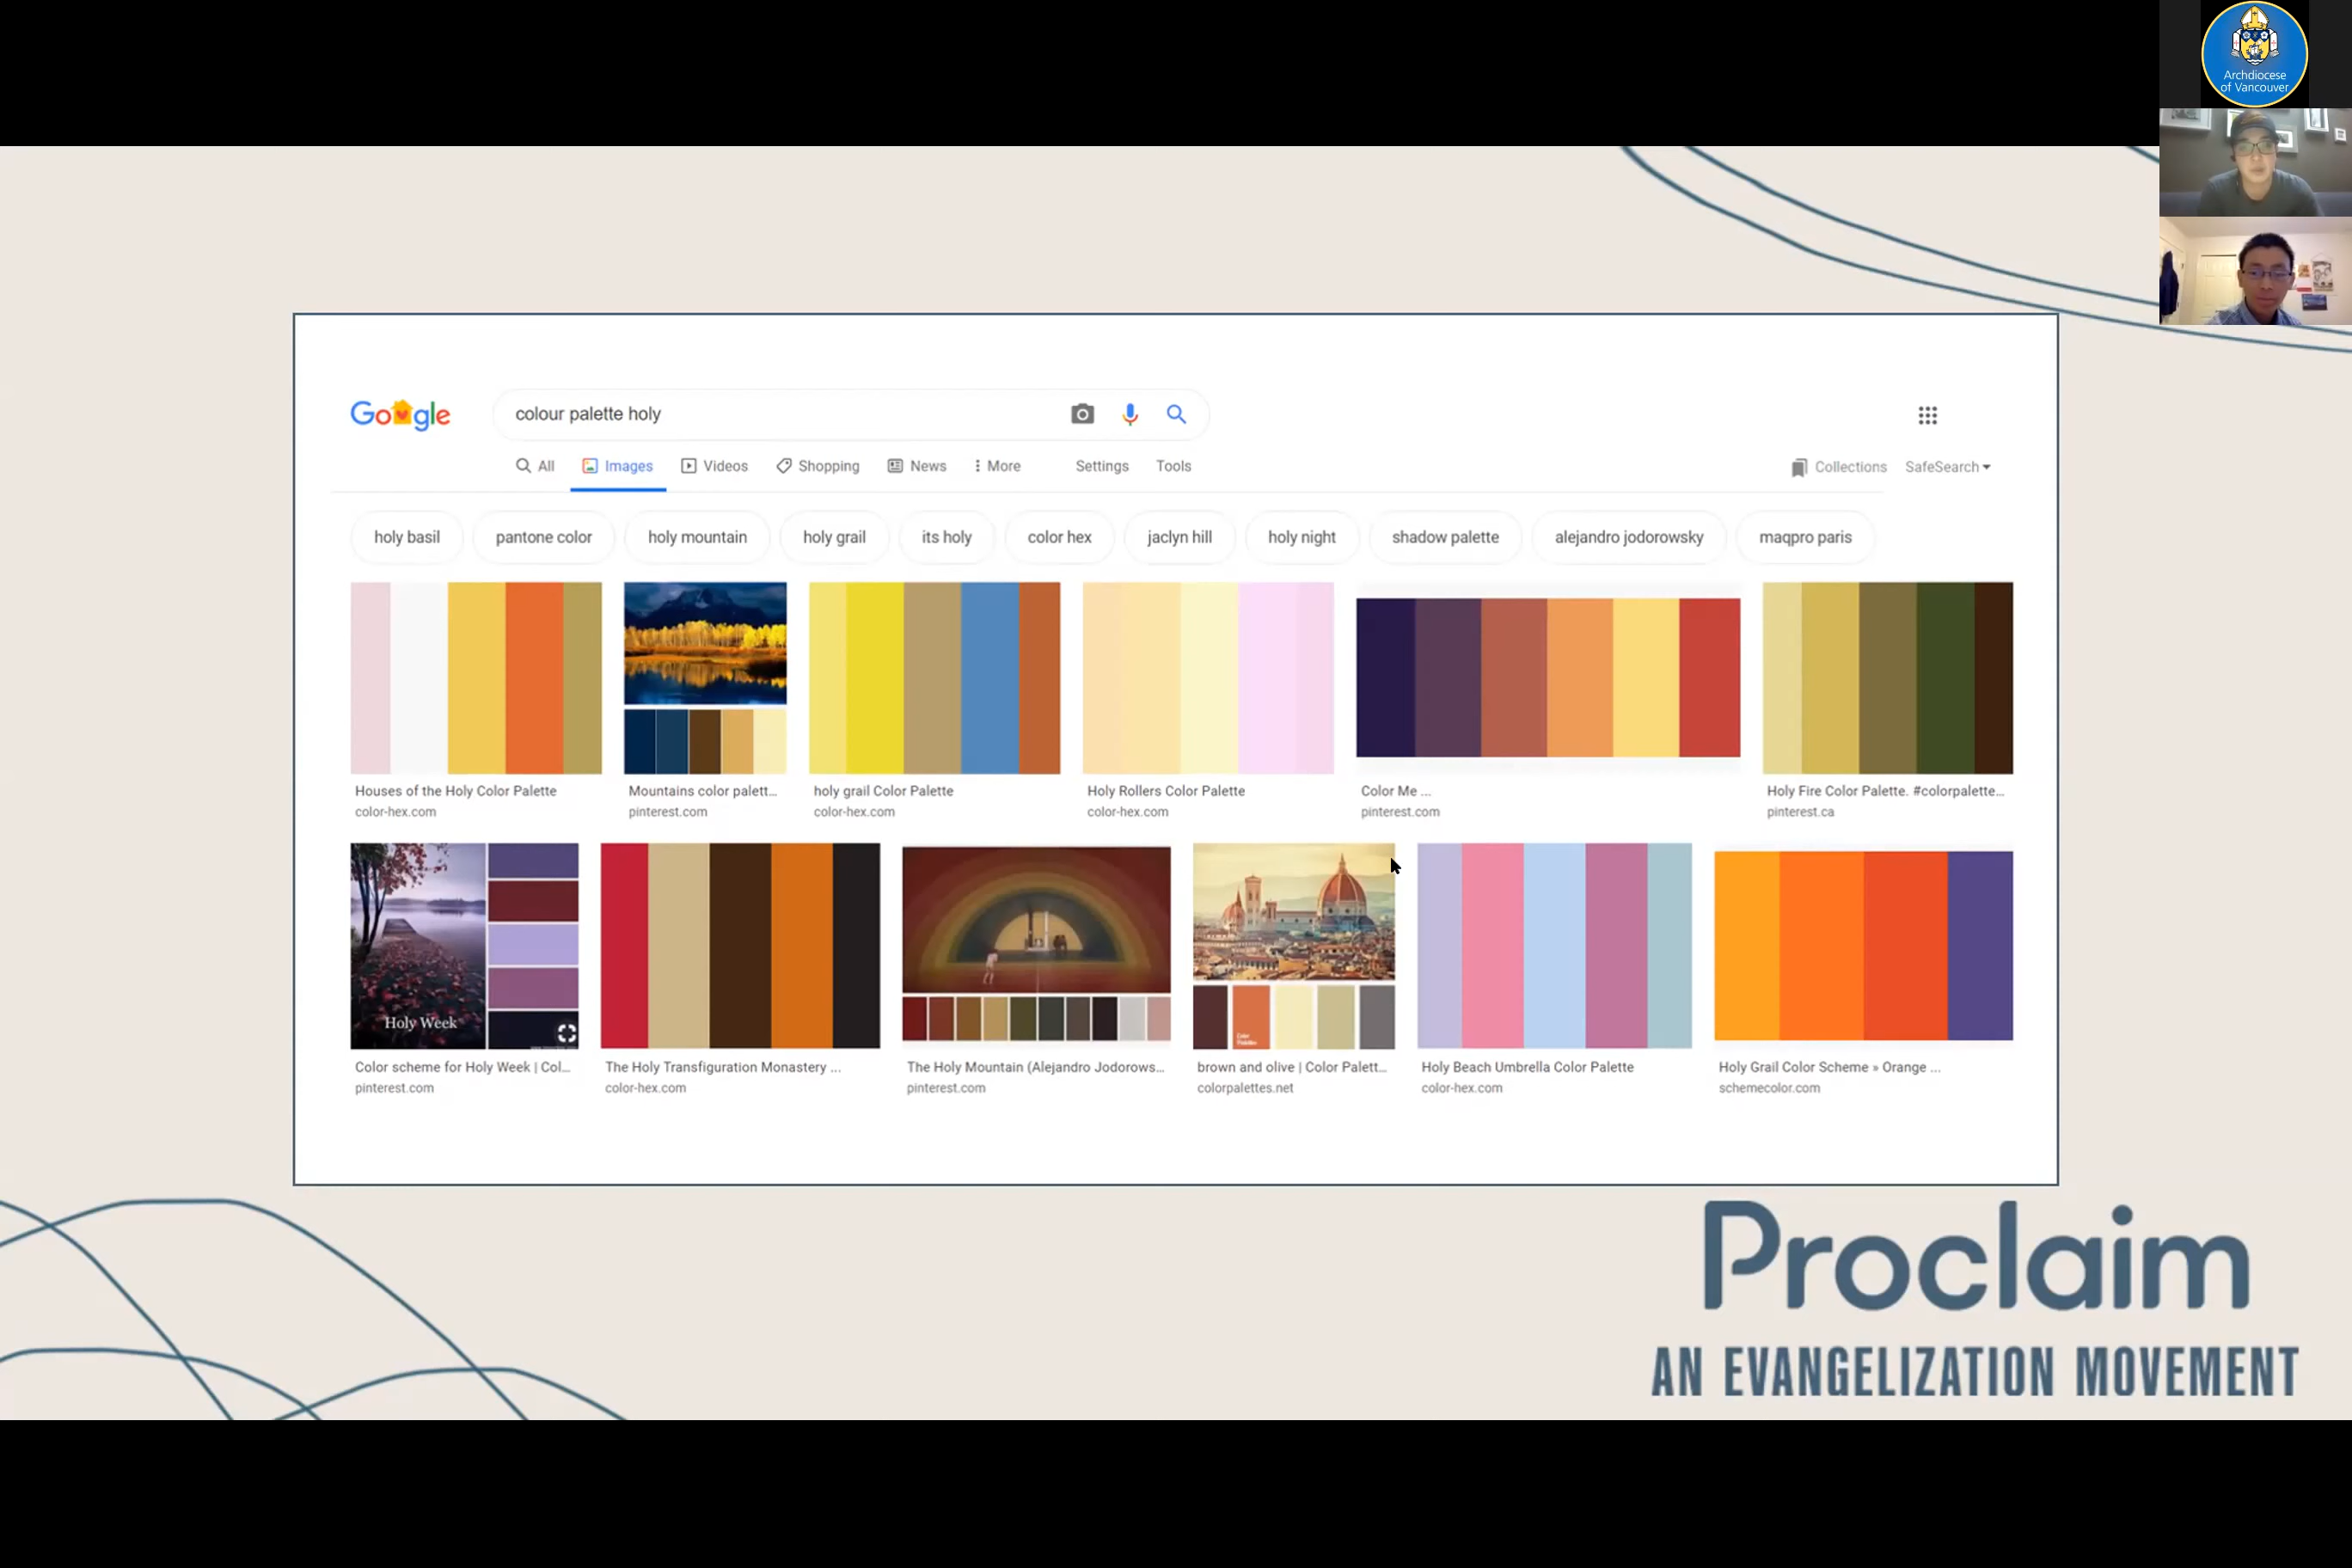 Archdiocese
of Vancouver
Google
colour palette holy
All Images Videos Shopping News More Settings Tools Collections SafeSearch
holy basil pantone color holy mountain holy grail its holy color hex jaclyn hill holy night shadow palette alejandro jodorowsky maqpro paris
Houses of the Holy Color Palette
color-hex.com
Mountains color palett...
pinterest.com
holy grail Color Palette
color-hex.com
Holy Rollers Color Palette
color-hex.com
Color Me ...
pinterest.com
Holy Fire Color Palette. #colorpalette...
pinterest.ca
Holy Week
Color scheme for Holy Week | Col...
pinterest.com
The Holy Transfiguration Monastery ...
color-hex.com
The Holy Mountain (Alejandro Jodorows...
pinterest.com
brown and olive | Color Palett...
colorpalettes.net
Holy Beach Umbrella Color Palette
color-hex.com
Holy Grail Color Scheme » Orange ...
schemecolor.com
Proclaim
AN EVANGELIZATION MOVEMENT